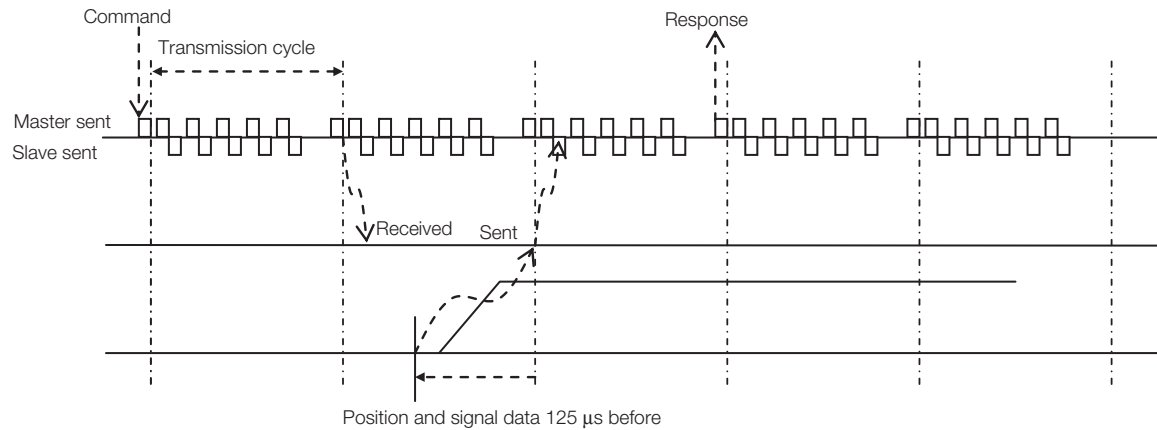 Command
Response
Transmission cycle
Master sent
Slave sent
Received
Sent
Position and signal data 125 μs before